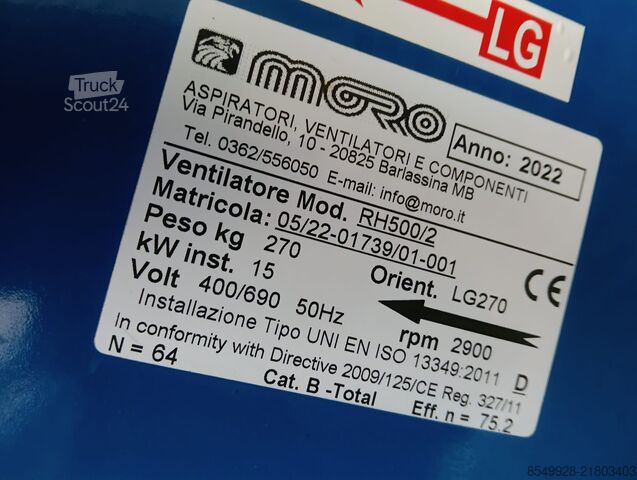 LG
Truck
Scout24
moro
Anno: 2022
ASPIRATORI, VENTILATORI E COMPONENTI
Via Pirandello, 10 - 20825 Barlassina MB
Tel. 0362/556050 E-mail: info@moro.it
Ventilatore Mod. RH500/2
Matricola: 05/22-01739/01-001
Peso kg 270 Orient. LG270
CE
kW inst. 15
Volt 400/690 50Hz rpm 2900
Installazione Tipo UNI EN ISO 13349:2011 D
In conformity with Directive 2009/125/CE Reg. 327/11
N = 64 Cat. B -Total Eff. n = 75.2
8549928-21803403